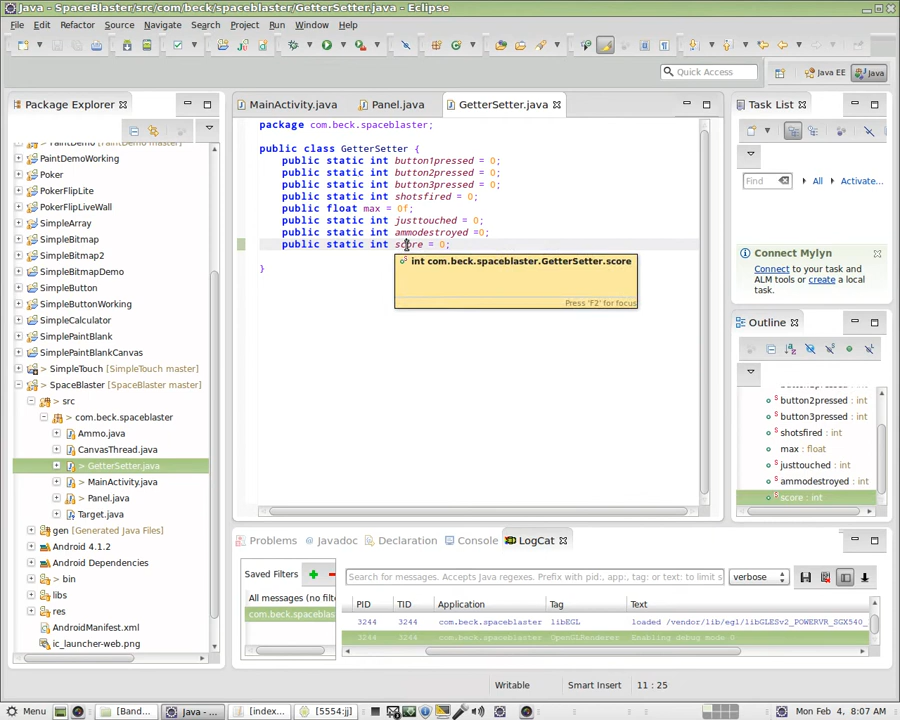 Java - SpaceBlaster/src/com/beck/spaceblaster/GetterSetter.java - Eclipse
File Edit Refactor Source Navigate Search Project Run Window Help
Quick Access
Java EE
Java
Package Explorer
PaintDemoWorking
Poker
PokerFlipLite
PokerFlipLiveWall
SimpleArray
SimpleBitmap
SimpleBitmap2
SimpleBitmapDemo
SimpleButton
SimpleButtonWorking
SimpleCalculator
SimplePaintBlank
SimplePaintBlankCanvas
> SimpleTouch [SimpleTouch master]
> SpaceBlaster [SpaceBlaster master]
> src
> com.beck.spaceblaster
Ammo.java
CanvasThread.java
> GetterSetter.java
> MainActivity.java
> Panel.java
Target.java
gen [Generated Java Files]
Android 4.1.2
Android Dependencies
> bin
libs
res
AndroidManifest.xml
ic_launcher-web.png
MainActivity.java
Panel.java
GetterSetter.java
package com.beck.spaceblaster;
public class GetterSetter {
public static int button1pressed = 0;
public static int button2pressed = 0;
public static int button3pressed = 0;
public static int shotsfired = 0;
public float max = 0f;
public static int justtouched = 0;
public static int ammodestroyed =0;
public static int score = 0;
}
int com.beck.spaceblaster.GetterSetter.score
Press 'F2' for focus
Task List
Find
All
Activate...
Connect Mylyn
Connect to your task and
ALM tools or create a local
task.
Outline
button2pressed : int
button3pressed : int
shotsfired : int
max : float
justtouched : int
ammodestroyed : int
score : int
Problems
Javadoc
Declaration
Console
LogCat
Saved Filters
All messages (no filte
com.beck.spaceblas
Search for messages. Accepts Java regexes. Prefix with pid:, app:, tag: or text: to limit s
verbose
PID TID Application Tag Text
3244 3244 com.beck.spaceblaster libEGL loaded /vendor/lib/egl/libGLESv2_POWERVR_SGX540_
3244 3244 com.beck.spaceblaster OpenGLRenderer Enabling debug mode 0
Writable
Smart Insert
11 : 25
Menu
[Band...
Java - ...
[index...
[5554:jj]
Mon Feb 4, 8:07 AM